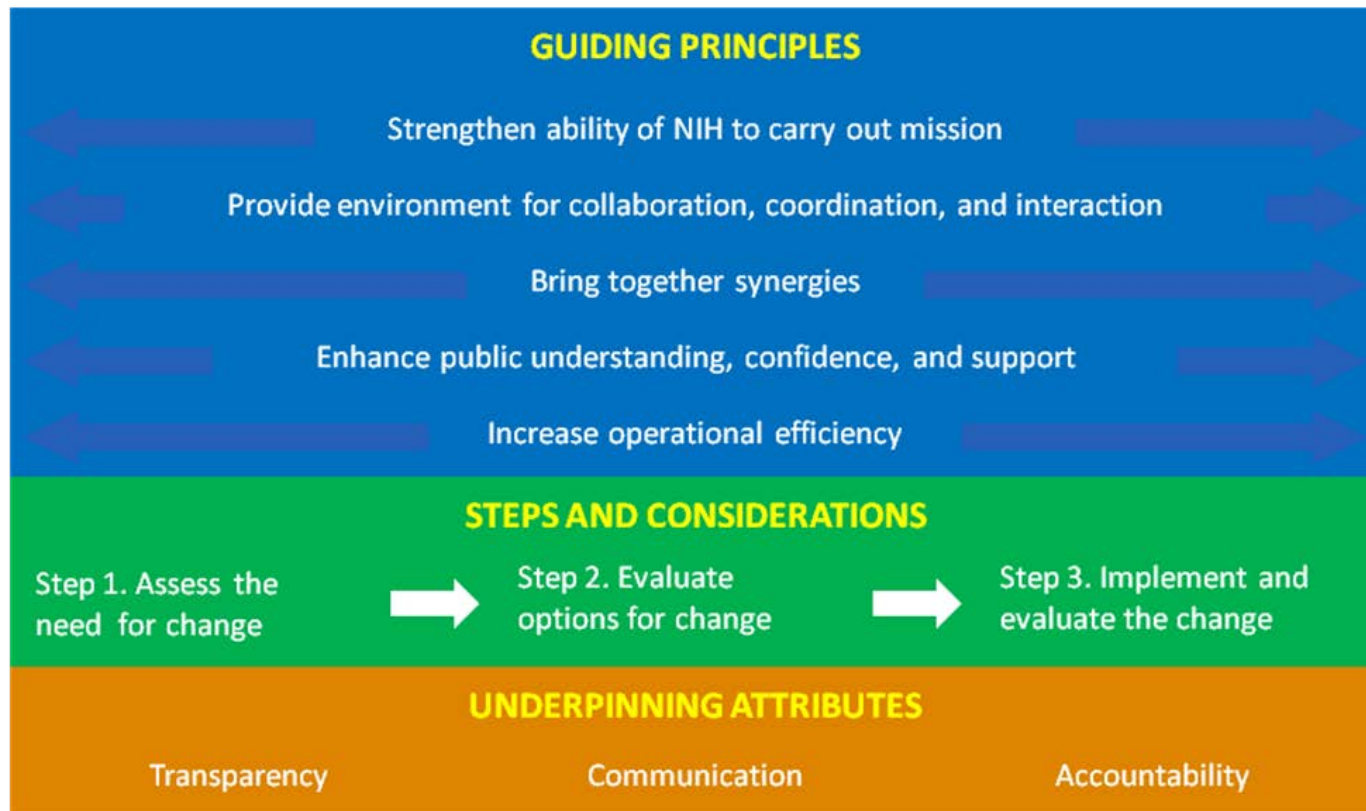 GUIDING PRINCIPLES
Strengthen ability of NIH to carry out mission
Provide environment for collaboration, coordination, and interaction
Bring together synergies
Enhance public understanding, confidence, and support
Increase operational efficiency
STEPS AND CONSIDERATIONS
Step 1. Assess the
need for change
Step 2. Evaluate
options for change
Step 3. Implement and
evaluate the change
UNDERPINNING ATTRIBUTES
Transparency
Communication
Accountability